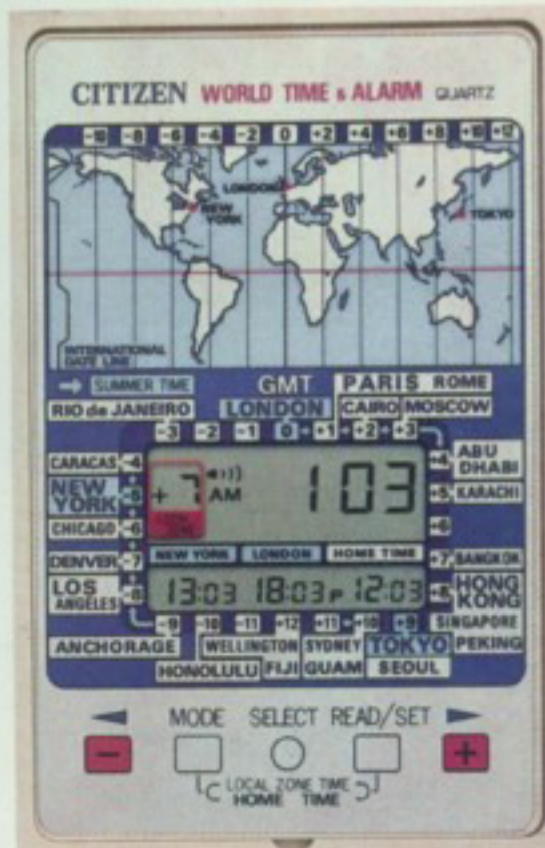 CITIZEN WORLD TIME & ALARM QUARTZ
-10 -8 -6 -4 -2 0 +2 +4 +6 +8 +10 +12
LONDON
NEW YORK
TOKYO
INTERNATIONAL
DATE LINE
→ SUMMER TIME GMT PARIS ROME
RIO de JANEIRO LONDON CAIRO MOSCOW
-3 -2 -1 0 +1 +2 +3
CARACAS -4 +4 ABU DHABI
NEW YORK -5 +7 AM 1 03 +5 KARACHI
CHICAGO -6 +6
DENVER -7 NEW YORK LONDON HOME TIME +7 BANGKOK
LOS ANGELES -8 13:03 18:03 P 12:03 +8 HONG KONG
-9 -10 -11 +12 +11 +10 +9 SINGAPORE
ANCHORAGE WELLINGTON SYDNEY TOKYO PEKING
HONOLULU FIJI GUAM SEOUL
MODE SELECT READ/SET
- +
LOCAL ZONE TIME
HOME TIME